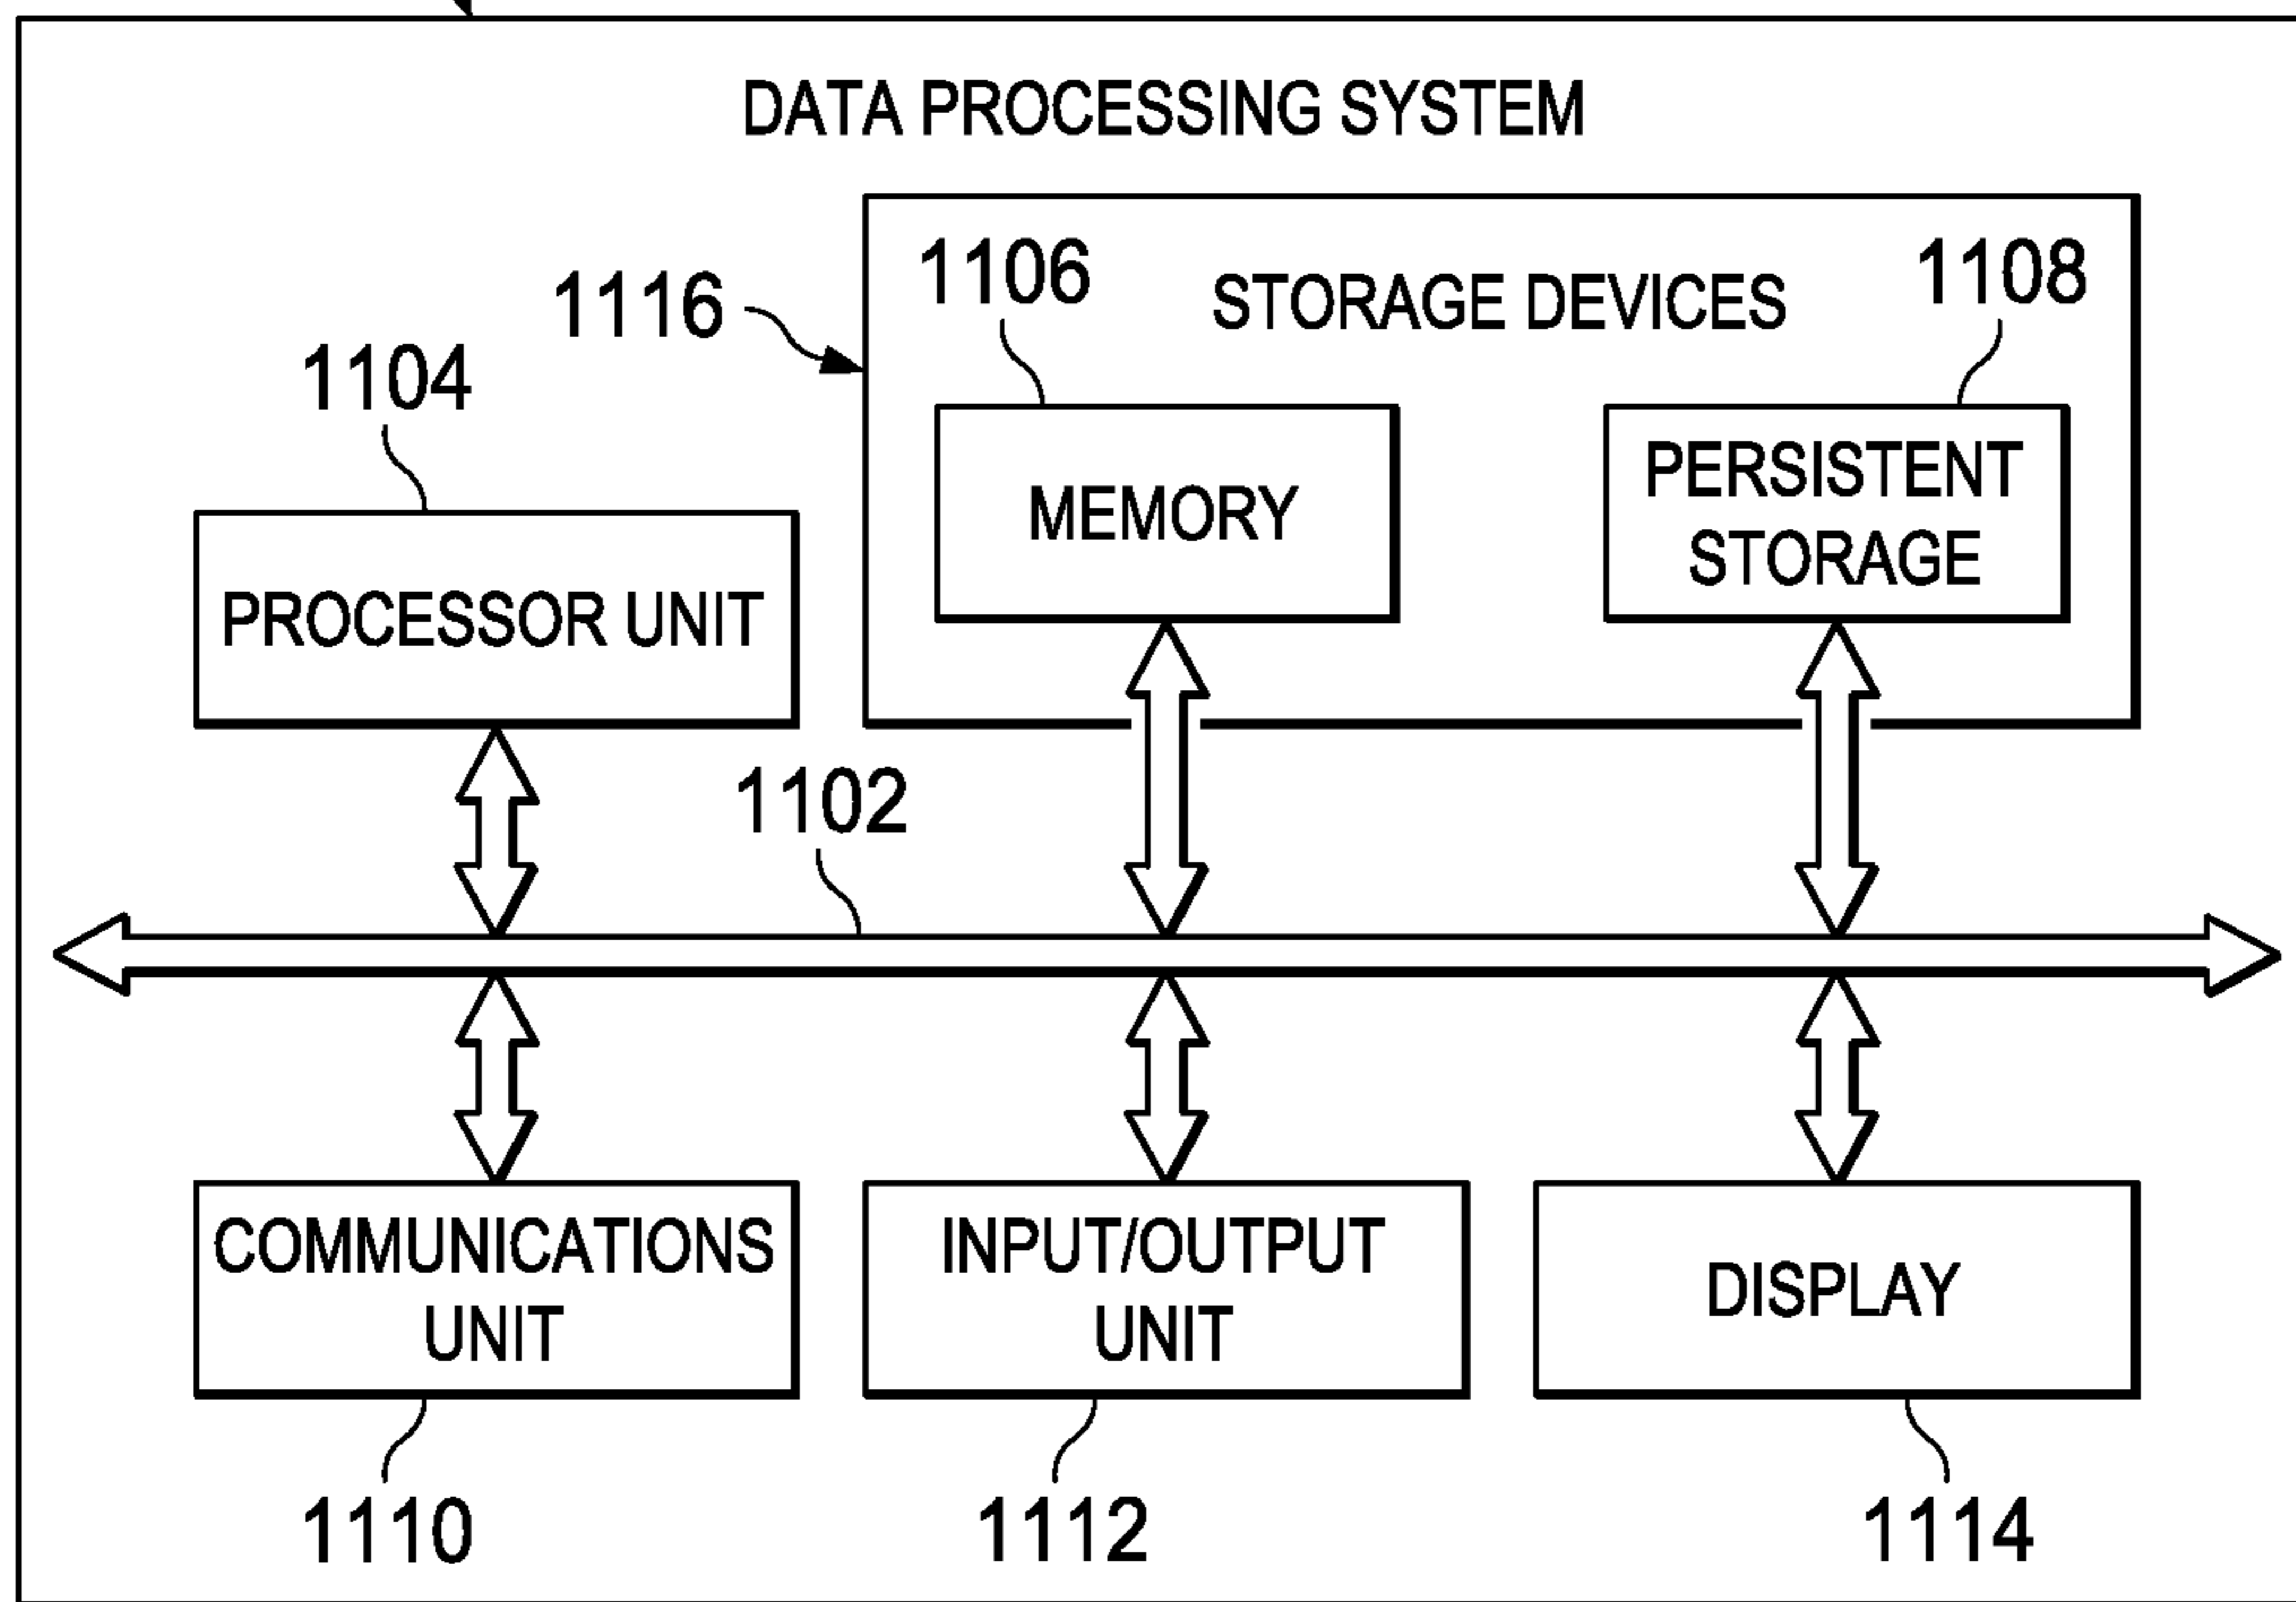 DATA PROCESSING SYSTEM
1116
1106
STORAGE DEVICES
1108
1104
MEMORY
PERSISTENT
STORAGE
PROCESSOR UNIT
1102
COMMUNICATIONS
UNIT
INPUT/OUTPUT
UNIT
DISPLAY
1110
1112
1114